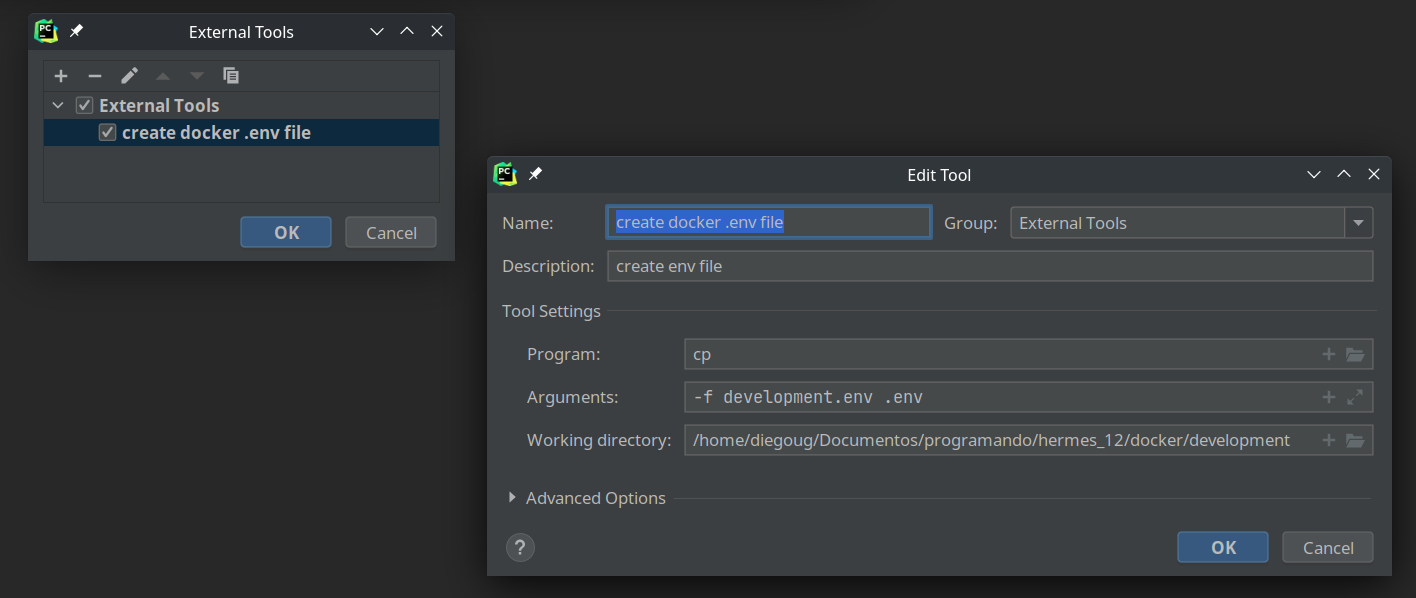 PC
External Tools
External Tools
create docker .env file
OK Cancel
PC
Edit Tool
Name: create docker .env file Group: External Tools
Description: create env file
Tool Settings
Program: cp
Arguments: -f development.env .env
Working directory: /home/diegoug/Documentos/programando/hermes_12/docker/development
Advanced Options
? OK Cancel